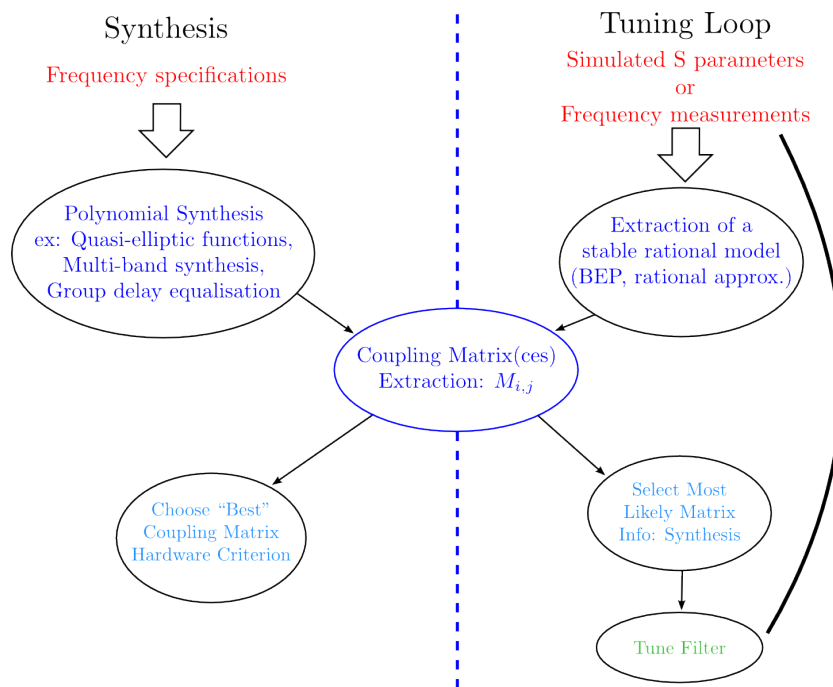 Synthesis
Frequency specifications
Polynomial Synthesis
ex: Quasi-elliptic functions,
Multi-band synthesis,
Group delay equalisation
Tuning Loop
Simulated S parameters
or
Frequency measurements
Extraction of a
stable rational model
(BEP, rational approx.)
Coupling Matrix(ces)
Extraction: $M_{i,j}$
Choose “Best”
Coupling Matrix
Hardware Criterion
Select Most
Likely Matrix
Info: Synthesis
Tune Filter